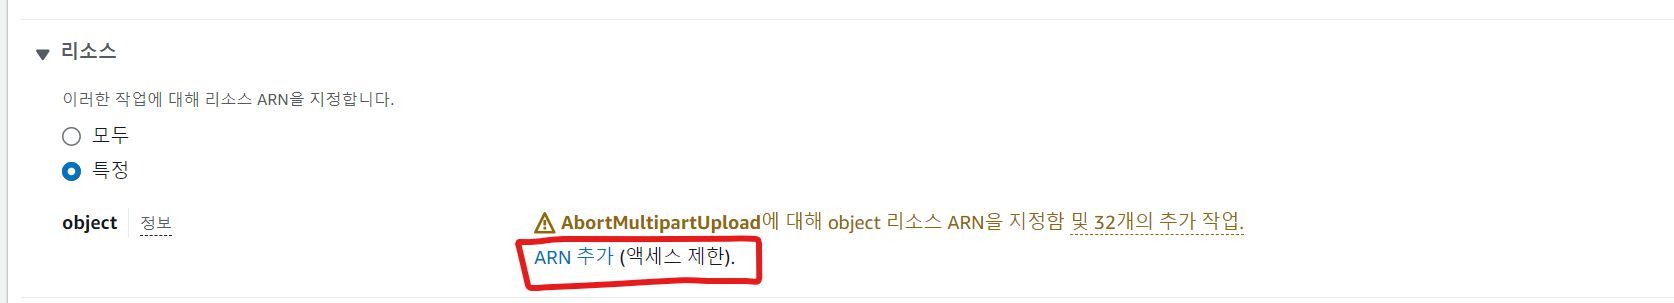 리소스
이러한 작업에 대해 리소스 ARN을 지정합니다.
모두
특정
object 정보 AbortMultipartUpload에 대해 object 리소스 ARN을 지정함 및 32개의 추가 작업.
ARN 추가 (액세스 제한).